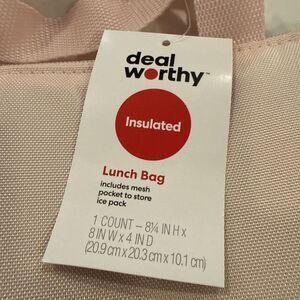 deal
worthy™
Insulated
Lunch Bag
includes mesh
pocket to store
ice pack
1 COUNT – 8¼ IN H x
8 IN W x 4 IN D
(20.9 cm x 20.3 cm x 10.1 cm)